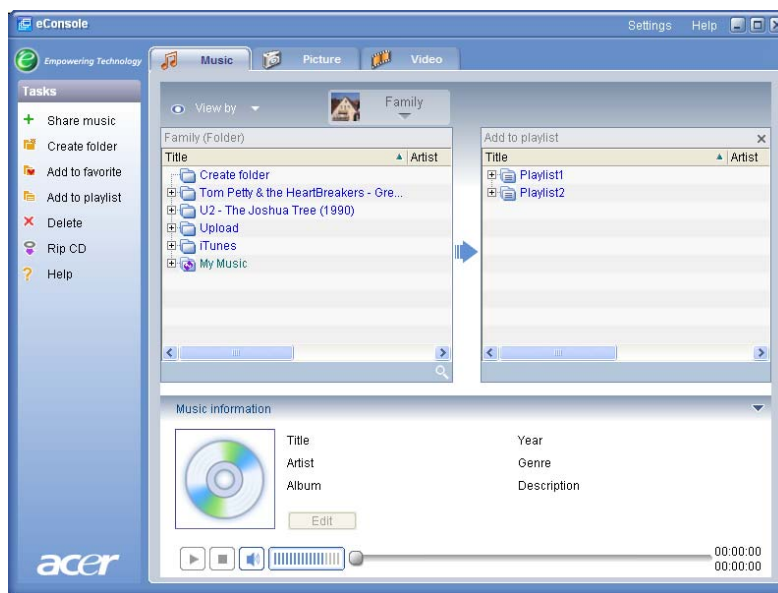 eConsole
Settings Help
Empowering Technology
Music Picture Video
Tasks
Share music
Create folder
Add to favorite
Add to playlist
Delete
Rip CD
Help
View by
Family
Family (Folder)
Title Artist
Create folder
Tom Petty & the HeartBreakers - Gre...
U2 - The Joshua Tree (1990)
Upload
iTunes
My Music
Add to playlist
Title Artist
Playlist1
Playlist2
Music information
Title
Artist
Album
Year
Genre
Description
Edit
00:00:00
00:00:00
acer